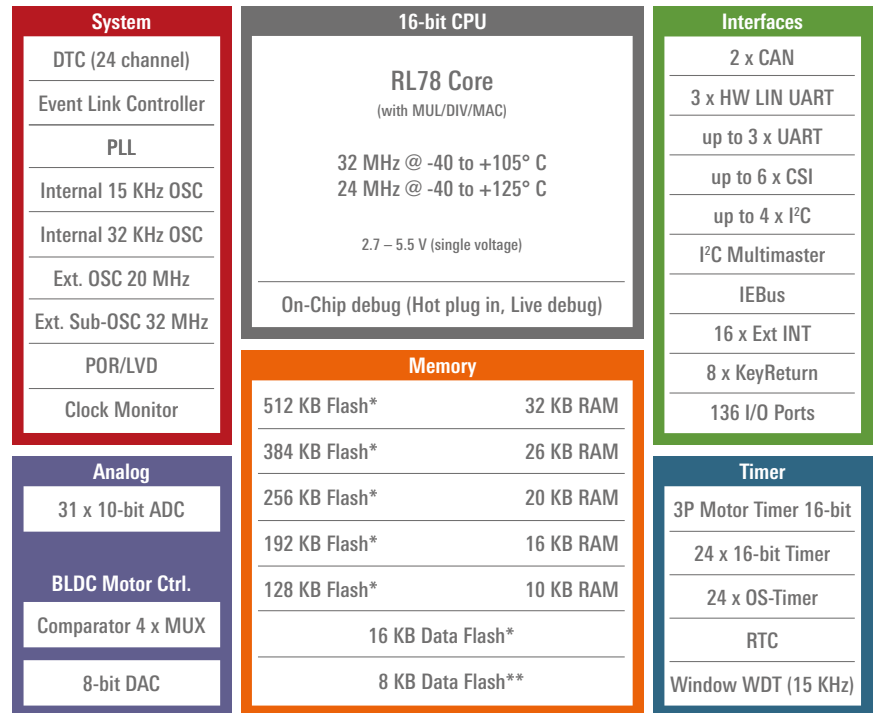 System
DTC (24 channel)
Event Link Controller
PLL
Internal 15 KHz OSC
Internal 32 KHz OSC
Ext. OSC 20 MHz
Ext. Sub-OSC 32 MHz
POR/LVD
Clock Monitor
16-bit CPU
RL78 Core
(with MUL/DIV/MAC)
32 MHz @ -40 to +105° C
24 MHz @ -40 to +125° C
2.7 – 5.5 V (single voltage)
On-Chip debug (Hot plug in, Live debug)
Interfaces
2 x CAN
3 x HW LIN UART
up to 3 x UART
up to 6 x CSI
up to 4 x I²C
I²C Multimaster
IEBus
16 x Ext INT
8 x KeyReturn
136 I/O Ports
Analog
31 x 10-bit ADC
BLDC Motor Ctrl.
Comparator 4 x MUX
8-bit DAC
Memory
512 KB Flash* 32 KB RAM
384 KB Flash* 26 KB RAM
256 KB Flash* 20 KB RAM
192 KB Flash* 16 KB RAM
128 KB Flash* 10 KB RAM
16 KB Data Flash*
8 KB Data Flash**
Timer
3P Motor Timer 16-bit
24 x 16-bit Timer
24 x OS-Timer
RTC
Window WDT (15 KHz)